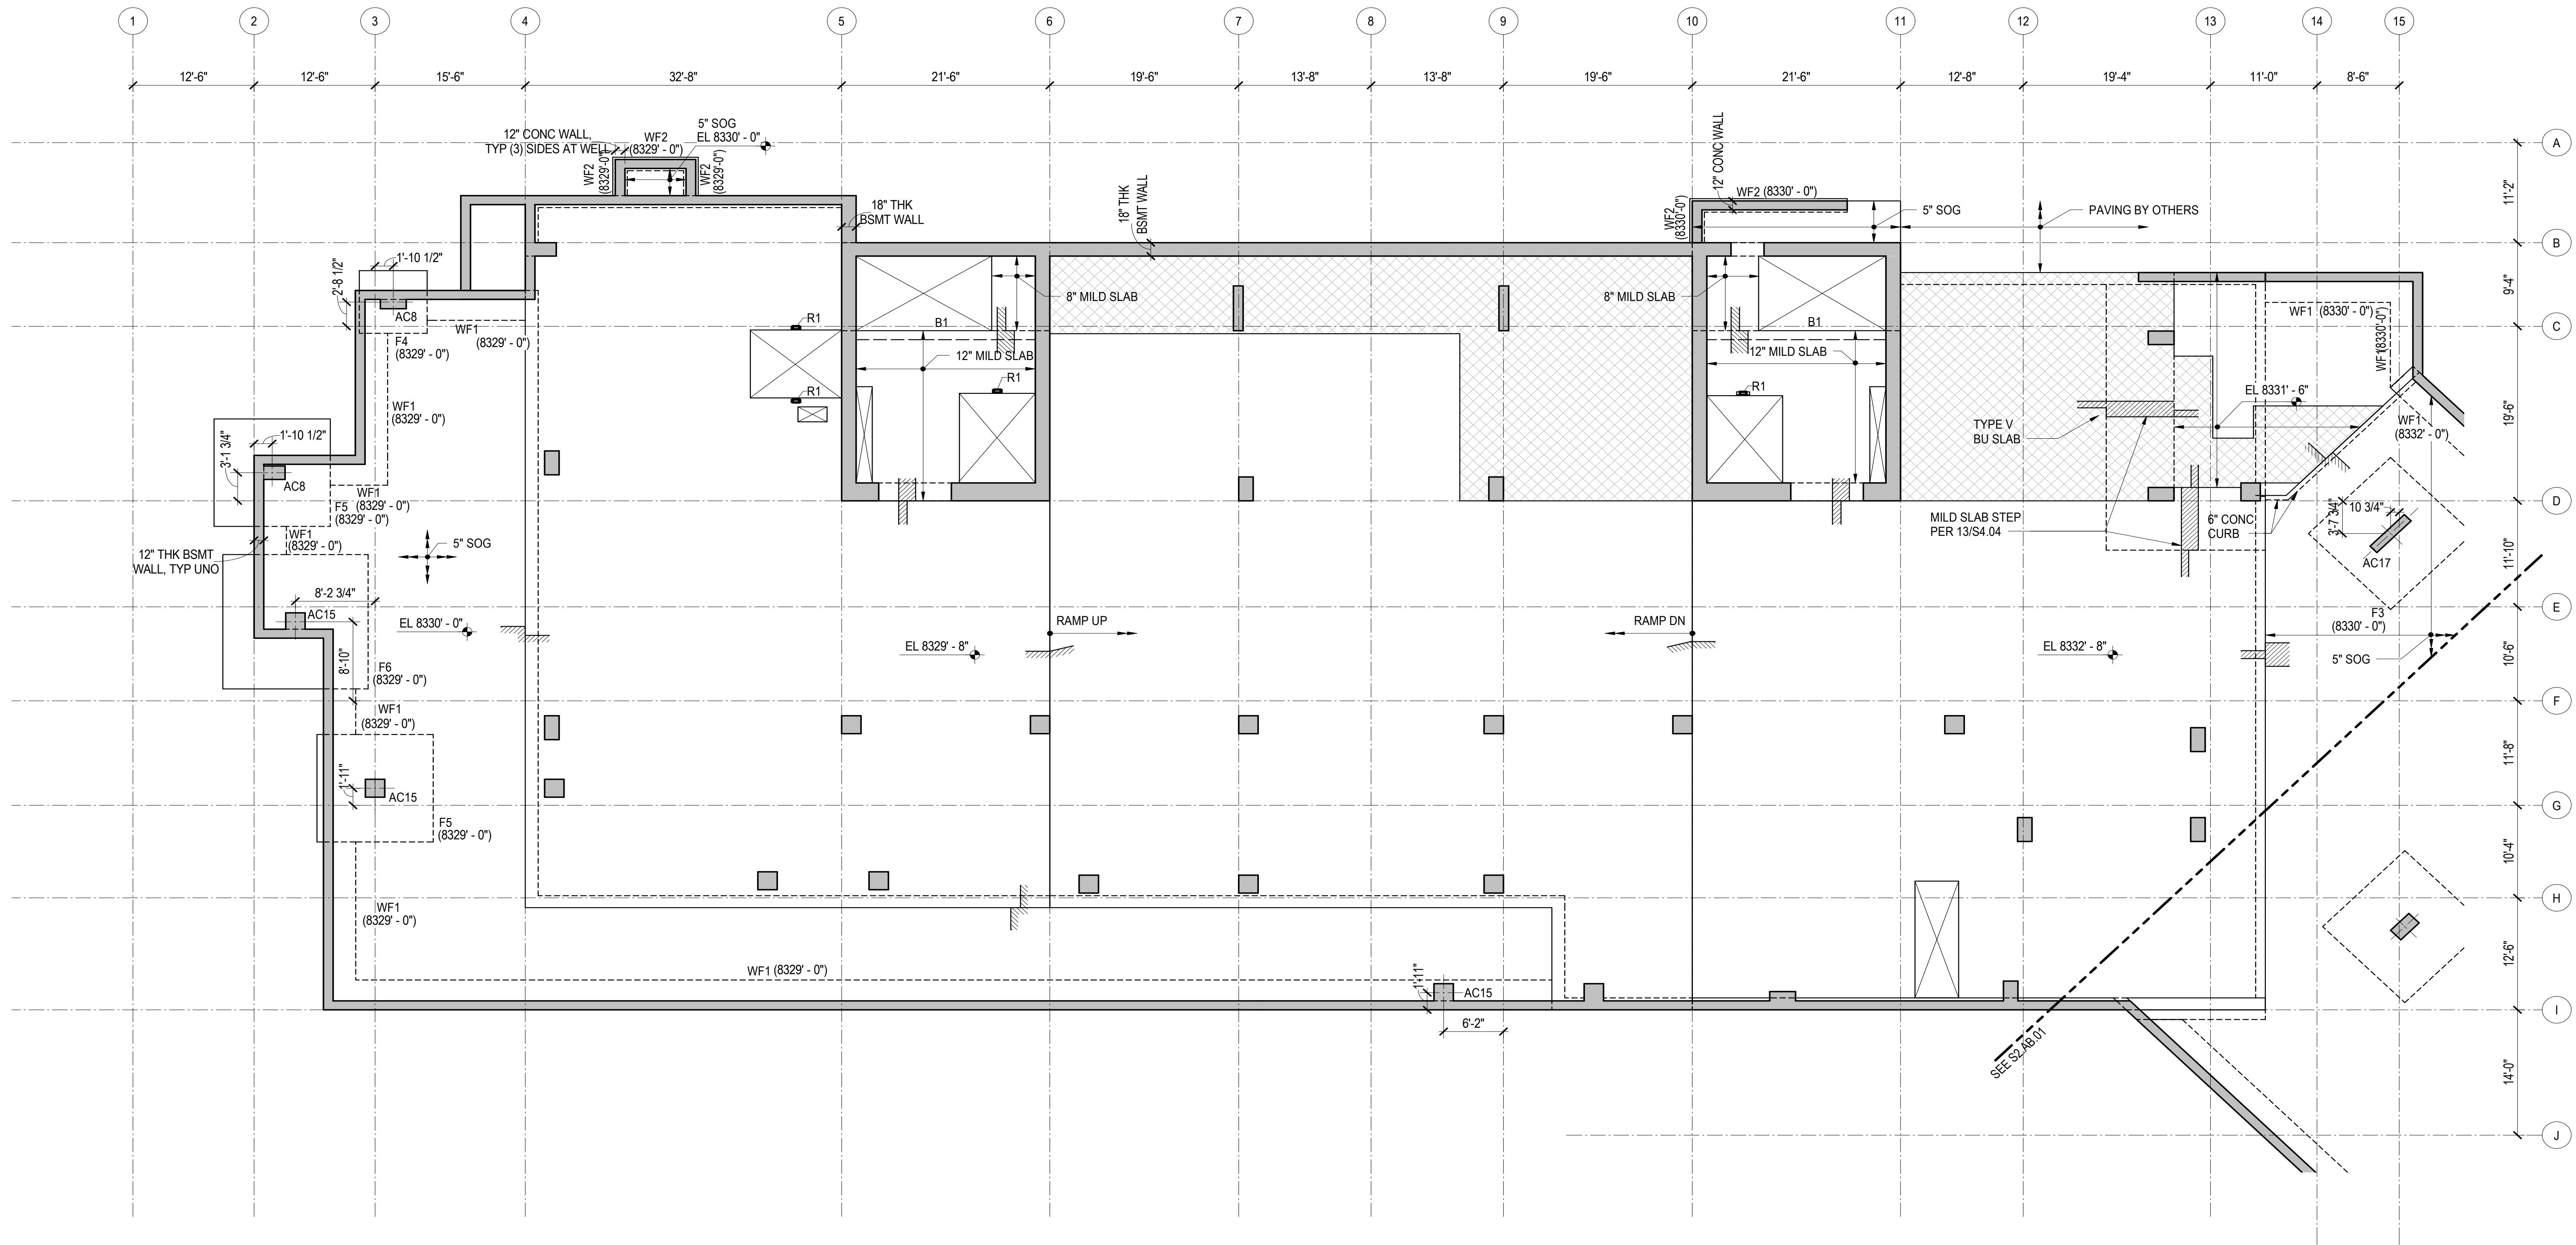 1 2 3 4 5 6 7 8 9 10 11 12 13 14 15
12'-6" 12'-6" 15'-6" 32'-8" 21'-6" 19'-6" 13'-8" 13'-8" 19'-6" 21'-6" 12'-8" 19'-4" 11'-0" 8'-6"
A
B
C
D
E
F
G
H
I
J
11'-2"
9'-4"
19'-6"
11'-10"
10'-6"
11'-8"
10'-4"
12'-6"
14'-0"
12" CONC WALL,
TYP (3) SIDES AT WELL
WF2
(8329'-0")
WF2
(8329' - 0")
5" SOG
EL 8330' - 0"
WF2
(8329'-0")
18" THK
BSMT WALL
18" THK
BSMT WALL
12" CONC WALL
WF2 (8330' - 0")
WF2
(8330'-0")
5" SOG
PAVING BY OTHERS
1'-10 1/2"
2'-8 1/2"
AC8
F4
(8329' - 0")
WF1
(8329' - 0")
8" MILD SLAB
B1
12" MILD SLAB
R1
R1
R1
8" MILD SLAB
B1
12" MILD SLAB
R1
WF1 (8330' - 0")
WF1 (8330'-0")
EL 8331' - 6"
WF1
(8332' - 0")
TYPE V
BU SLAB
MILD SLAB STEP
PER 13/S4.04
6" CONC
CURB
3'-7 3/4"
10 3/4"
AC17
WF1
(8329' - 0")
1'-10 1/2"
3'-1 3/4"
AC8
WF1
(8329' - 0")
F5
(8329' - 0")
WF1
(8329' - 0")
12" THK BSMT
WALL, TYP UNO
5" SOG
8'-2 3/4"
AC15
EL 8330' - 0"
8'-10"
F6
(8329' - 0")
EL 8329' - 8"
RAMP UP
RAMP DN
EL 8332' - 8"
F3
(8330' - 0")
5" SOG
WF1
(8329' - 0")
1'-11"
AC15
F5
(8329' - 0")
WF1
(8329' - 0")
WF1 (8329' - 0")
1'-11"
AC15
6'-2"
SEE S2.AB.01